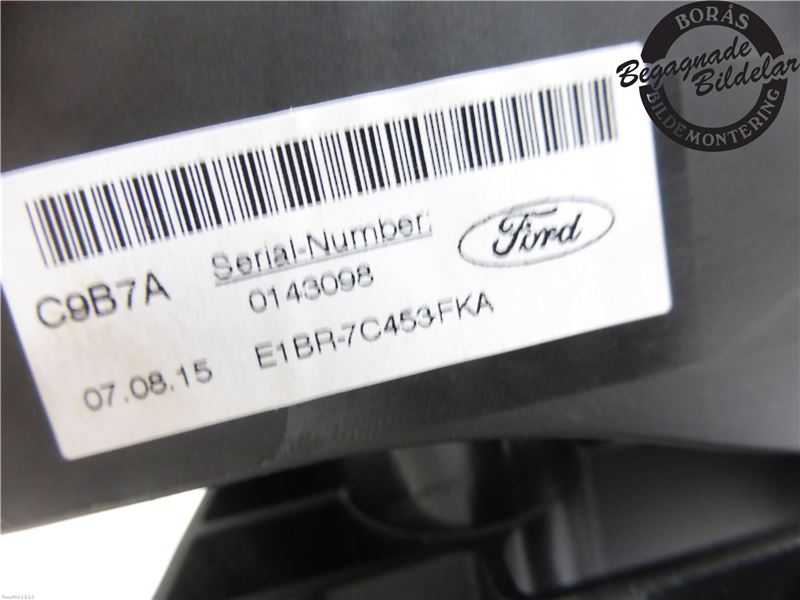 BORÅS
Begagnade
Bildelar
BILDEMONTERING
Serial-Number:
Ford
C9B7A
0143098
07.08.15
E1BR-7C453-FKA